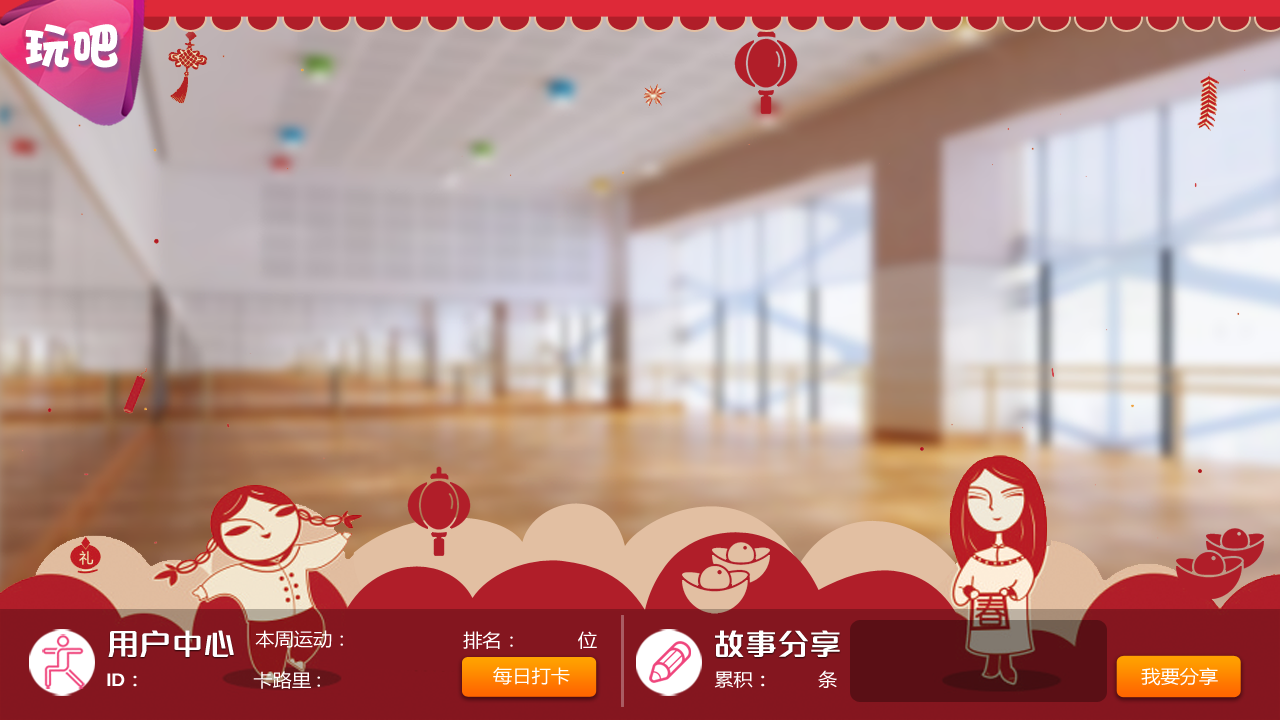 玩吧
礼
春
用户中心
本周运动：
排名：
位
ID：
卡路里：
每日打卡
故事分享
累积：
条
我要分享